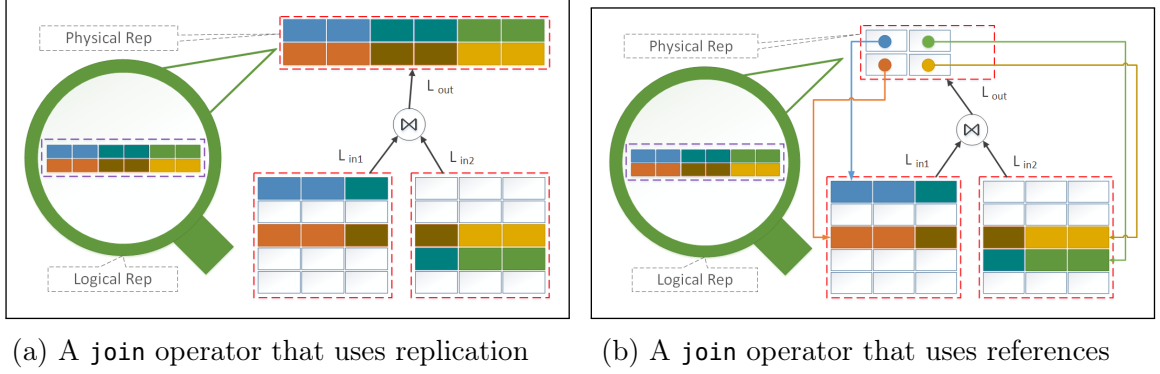 Physical Rep
L out
⋈
L in1
L in2
Logical Rep
(a) A join operator that uses replication
Physical Rep
L out
⋈
L in1
L in2
Logical Rep
(b) A join operator that uses references